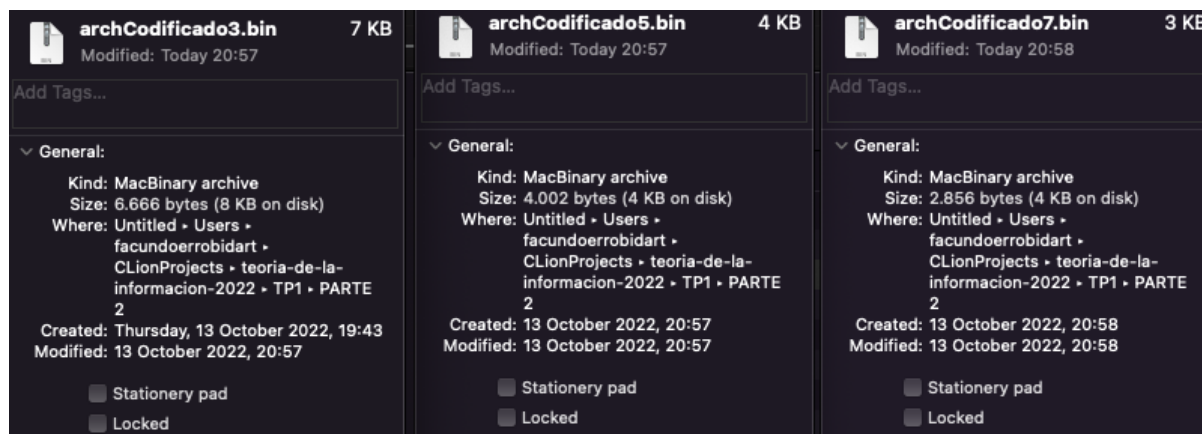 archCodificado3.bin 7 KB
Modified: Today 20:57
Add Tags...
General:
Kind: MacBinary archive
Size: 6.666 bytes (8 KB on disk)
Where: Untitled ▸ Users ▸
facundoerrobidart ▸
CLionProjects ▸ teoria-de-la-
informacion-2022 ▸ TP1 ▸ PARTE
2
Created: Thursday, 13 October 2022, 19:43
Modified: 13 October 2022, 20:57
Stationery pad
Locked
archCodificado5.bin 4 KB
Modified: Today 20:57
Add Tags...
General:
Kind: MacBinary archive
Size: 4.002 bytes (4 KB on disk)
Where: Untitled ▸ Users ▸
facundoerrobidart ▸
CLionProjects ▸ teoria-de-la-
informacion-2022 ▸ TP1 ▸ PARTE
2
Created: 13 October 2022, 20:57
Modified: 13 October 2022, 20:57
Stationery pad
Locked
archCodificado7.bin 3 KB
Modified: Today 20:58
Add Tags...
General:
Kind: MacBinary archive
Size: 2.856 bytes (4 KB on disk)
Where: Untitled ▸ Users ▸
facundoerrobidart ▸
CLionProjects ▸ teoria-de-la-
informacion-2022 ▸ TP1 ▸ PARTE
2
Created: 13 October 2022, 20:58
Modified: 13 October 2022, 20:58
Stationery pad
Locked